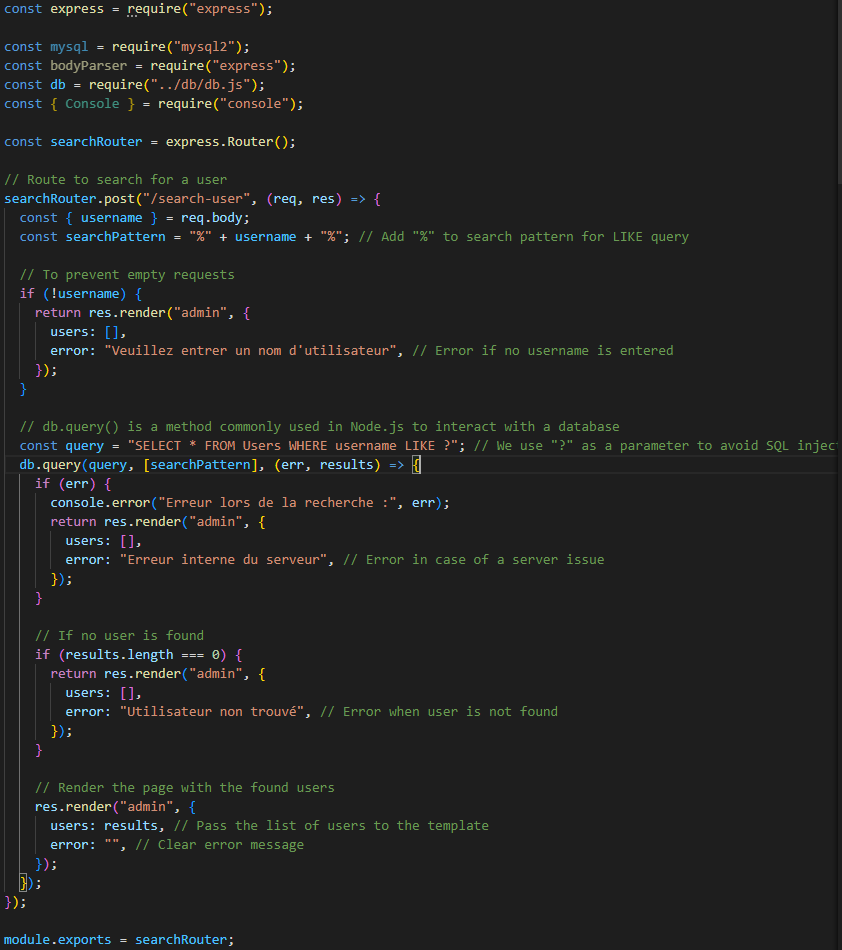 const express = require("express");

const mysql = require("mysql2");
const bodyParser = require("express");
const db = require("../db/db.js");
const { Console } = require("console");

const searchRouter = express.Router();

// Route to search for a user
searchRouter.post("/search-user", (req, res) => {
  const { username } = req.body;
  const searchPattern = "%" + username + "%"; // Add "%" to search pattern for LIKE query

  // To prevent empty requests
  if (!username) {
    return res.render("admin", {
      users: [],
      error: "Veuillez entrer un nom d'utilisateur", // Error if no username is entered
    });
  }

  // db.query() is a method commonly used in Node.js to interact with a database
  const query = "SELECT * FROM Users WHERE username LIKE ?"; // We use "?" as a parameter to avoid SQL injec
  db.query(query, [searchPattern], (err, results) => {
    if (err) {
      console.error("Erreur lors de la recherche :", err);
      return res.render("admin", {
        users: [],
        error: "Erreur interne du serveur", // Error in case of a server issue
      });
    }

    // If no user is found
    if (results.length === 0) {
      return res.render("admin", {
        users: [],
        error: "Utilisateur non trouvé", // Error when user is not found
      });
    }

    // Render the page with the found users
    res.render("admin", {
      users: results, // Pass the list of users to the template
      error: "", // Clear error message
    });
  });
});

module.exports = searchRouter;